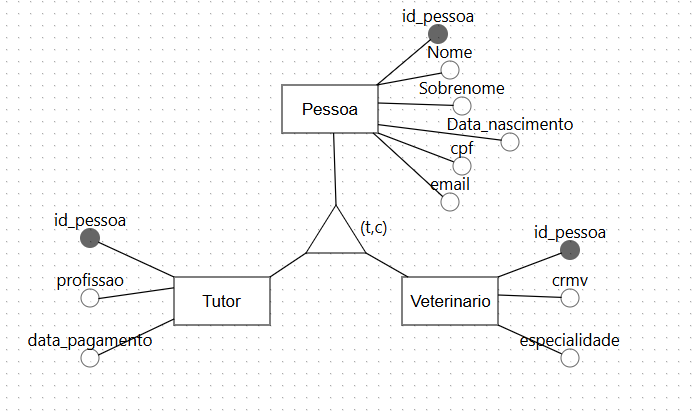 id_pessoa
Nome
Sobrenome
Pessoa
Data_nascimento
cpf
email
(t,c)
id_pessoa
profissao
Tutor
data_pagamento
id_pessoa
crmv
Veterinario
especialidade